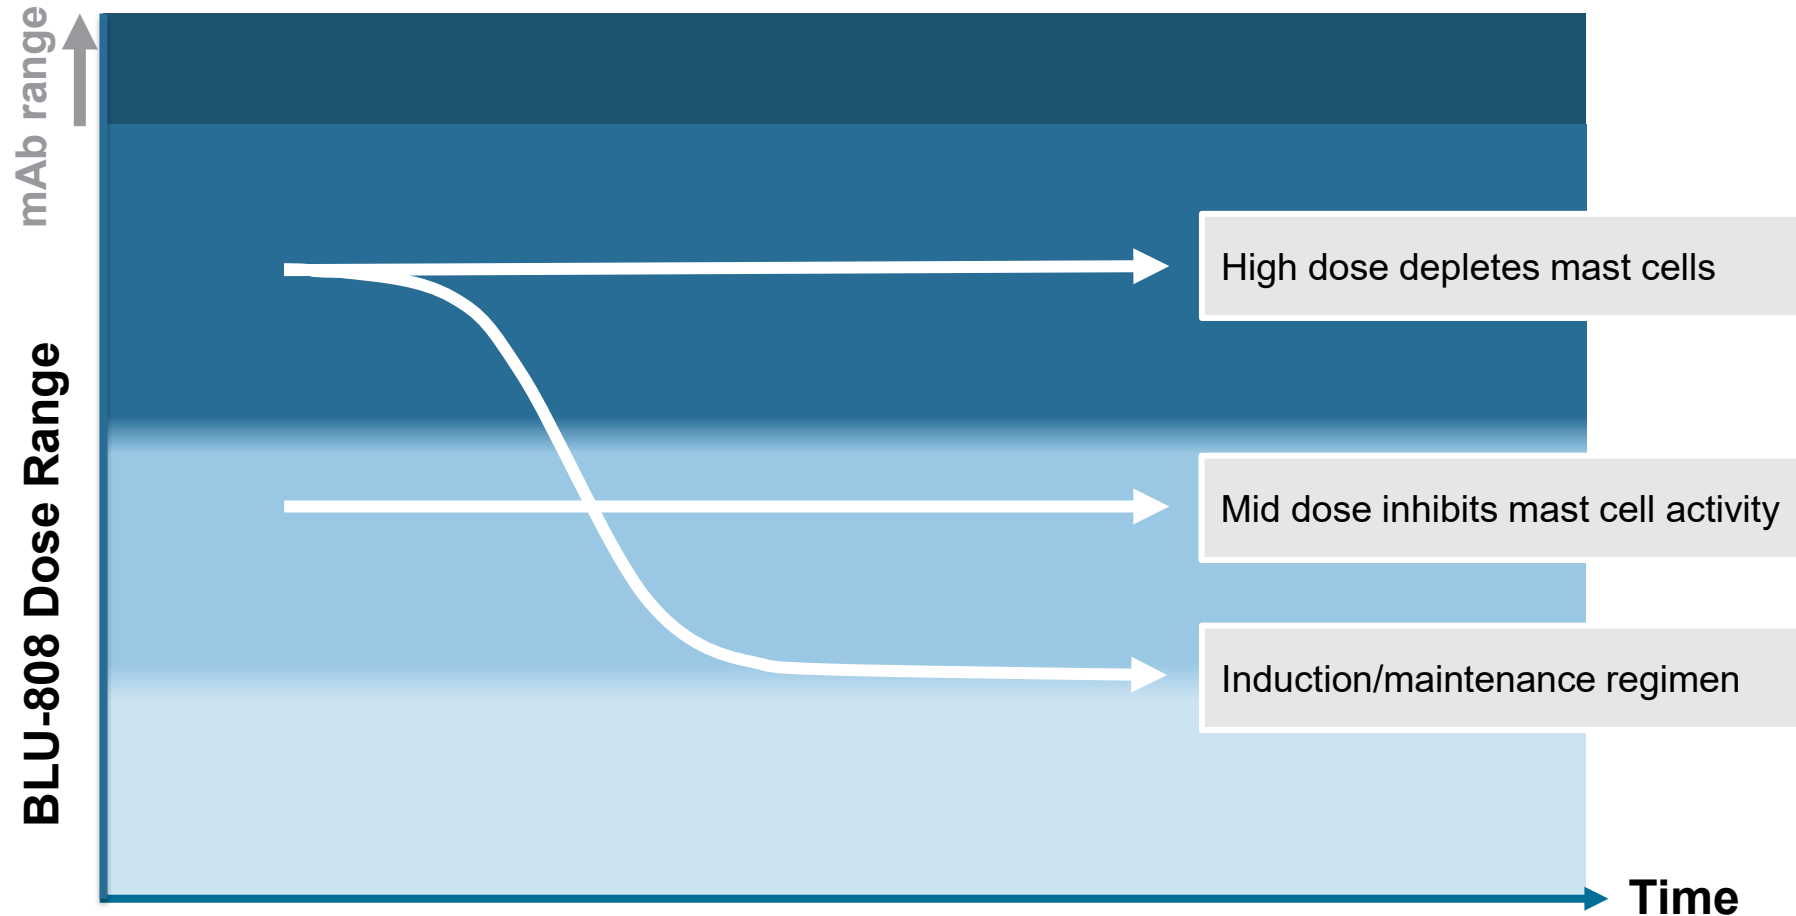 mAb range
BLU-808 Dose Range
High dose depletes mast cells
Mid dose inhibits mast cell activity
Induction/maintenance regimen
Time